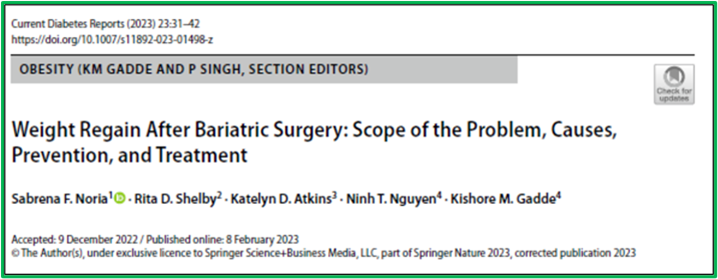 Current Diabetes Reports (2023) 23:31–42
https://doi.org/10.1007/s11892-023-01498-z
OBESITY (KM GADDE AND P SINGH, SECTION EDITORS)
Check for
updates
Weight Regain After Bariatric Surgery: Scope of the Problem, Causes,
Prevention, and Treatment
Sabrena F. Noria1 iD · Rita D. Shelby2 · Katelyn D. Atkins3 · Ninh T. Nguyen4 · Kishore M. Gadde4
Accepted: 9 December 2022 / Published online: 8 February 2023
© The Author(s), under exclusive licence to Springer Science+Business Media, LLC, part of Springer Nature 2023, corrected publication 2023